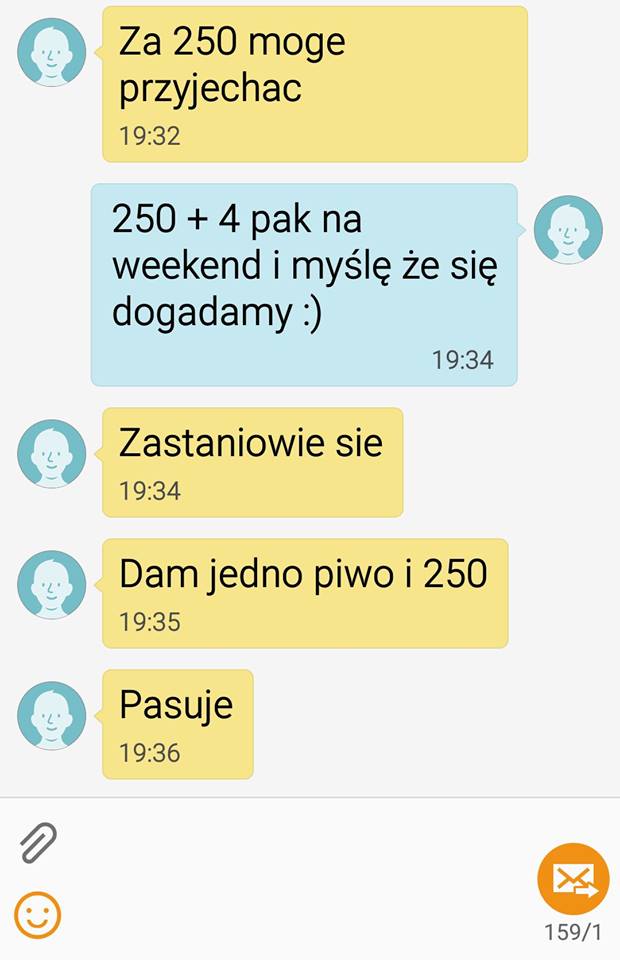 Za 250 moge
przyjechac
19:32
250 + 4 pak na
weekend i myślę że się
dogadamy :)
19:34
Zastaniowie sie
19:34
Dam jedno piwo i 250
19:35
Pasuje
19:36
159/1